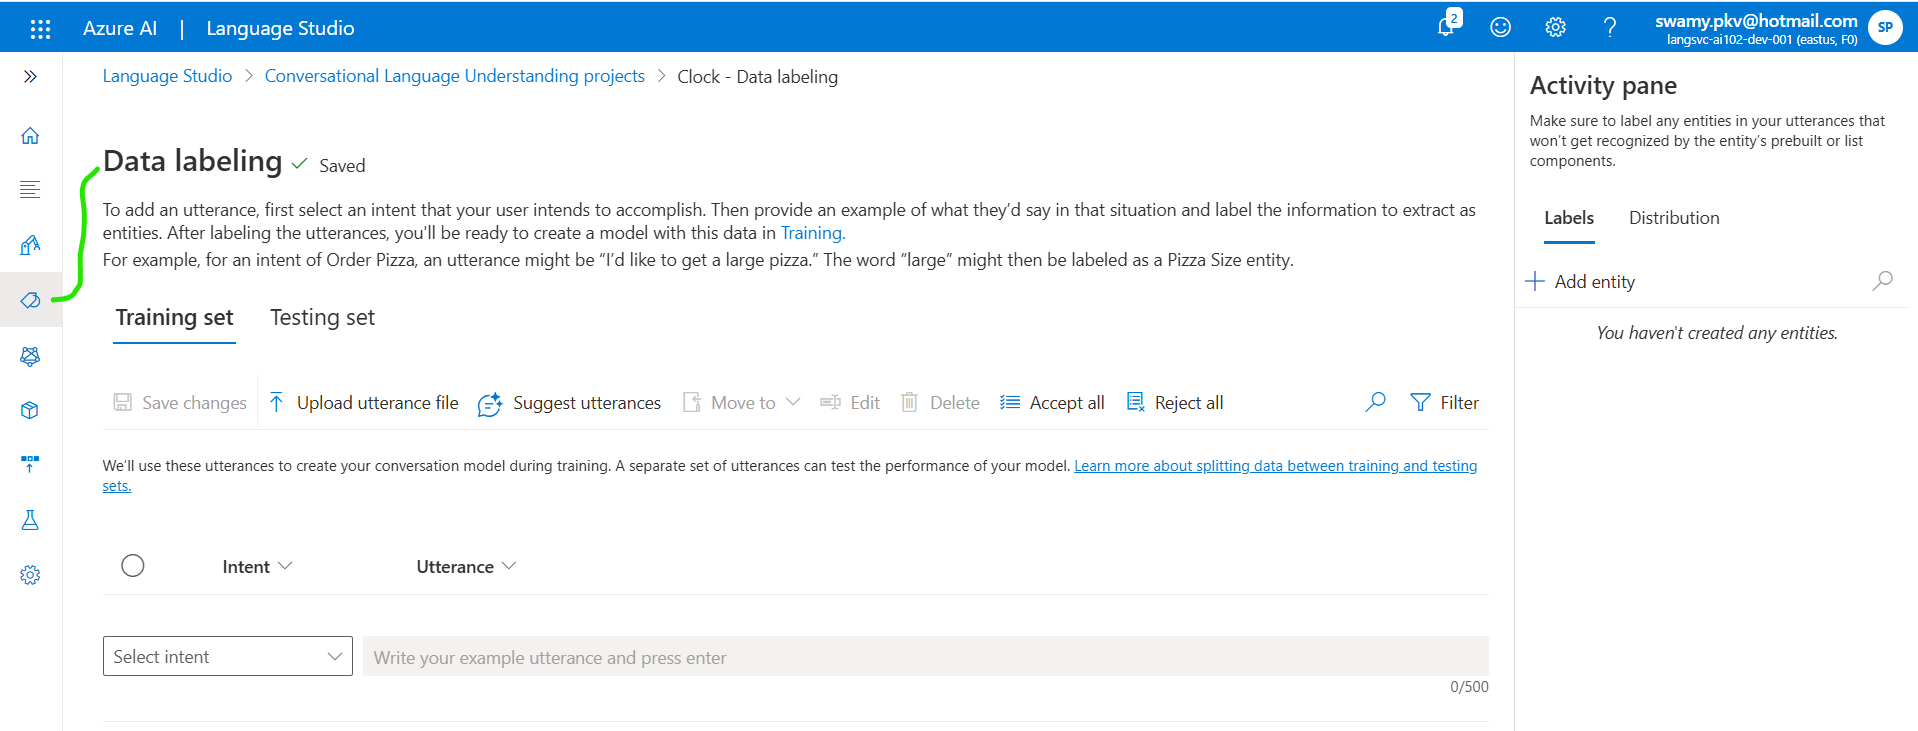 Azure AI | Language Studio
2
swamy.pkv@hotmail.com
langsvc-ai102-dev-001 (eastus, F0)
SP
Language Studio > Conversational Language Understanding projects > Clock - Data labeling
Data labeling Saved
To add an utterance, first select an intent that your user intends to accomplish. Then provide an example of what they’d say in that situation and label the information to extract as
entities. After labeling the utterances, you'll be ready to create a model with this data in Training.
For example, for an intent of Order Pizza, an utterance might be “I’d like to get a large pizza.” The word “large” might then be labeled as a Pizza Size entity.
Training set Testing set
Save changes Upload utterance file Suggest utterances Move to Edit Delete Accept all Reject all Filter
We’ll use these utterances to create your conversation model during training. A separate set of utterances can test the performance of your model. Learn more about splitting data between training and testing
sets.
Intent Utterance
Select intent Write your example utterance and press enter
0/500
Activity pane
Make sure to label any entities in your utterances that
won’t get recognized by the entity’s prebuilt or list
components.
Labels Distribution
Add entity
You haven't created any entities.